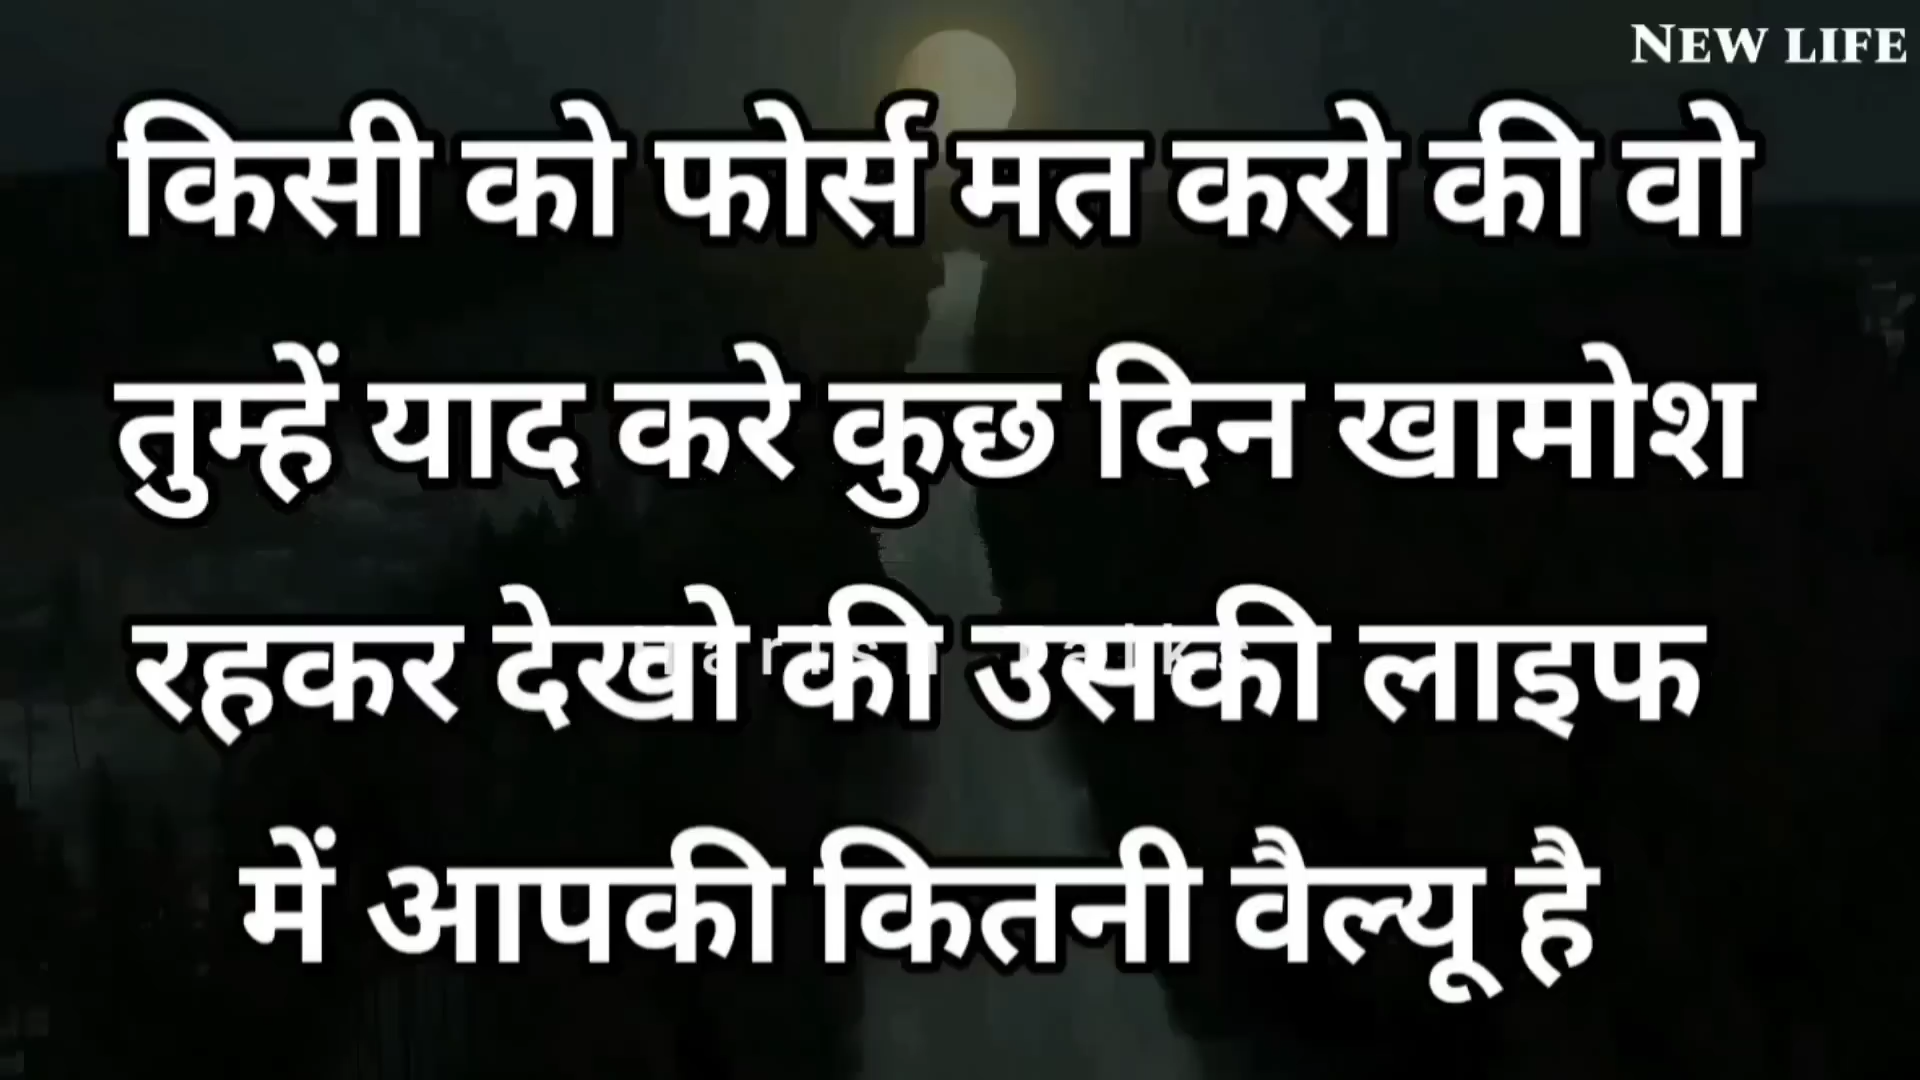 NEW LIFE
किसी को फोर्स मत करो की वो
तुम्हें याद करे कुछ दिन खामोश
रहकर देखो की उसकी लाइफ
में आपकी कितनी वैल्यू है